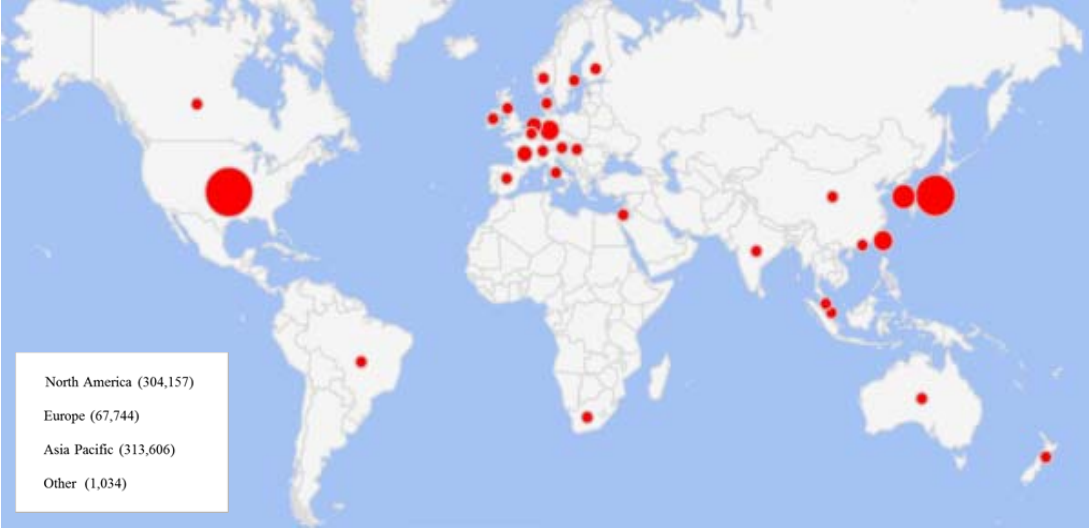 North America (304,157)
Europe (67,744)
Asia Pacific (313,606)
Other (1,034)